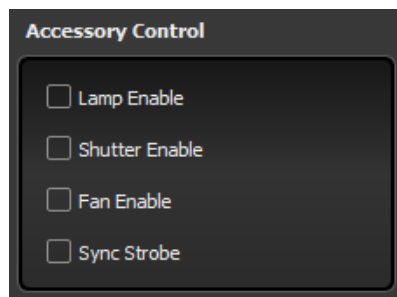 Accessory Control
Lamp Enable
Shutter Enable
Fan Enable
Sync Strobe